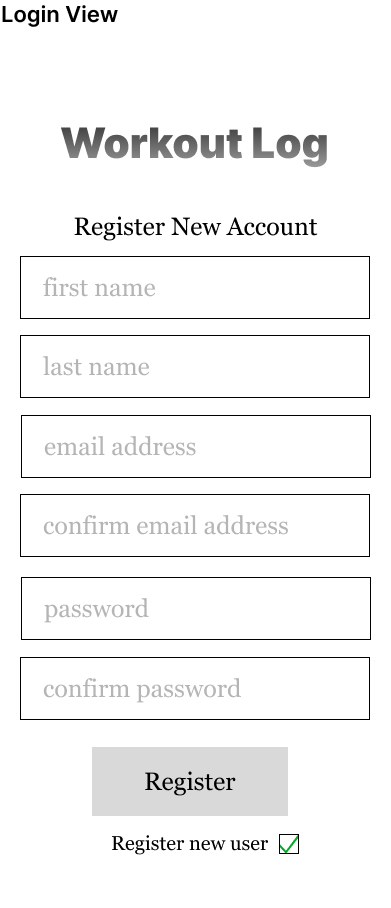 Login View
Workout Log
Register New Account
first name
last name
email address
confirm email address
password
confirm password
Register
Register new user